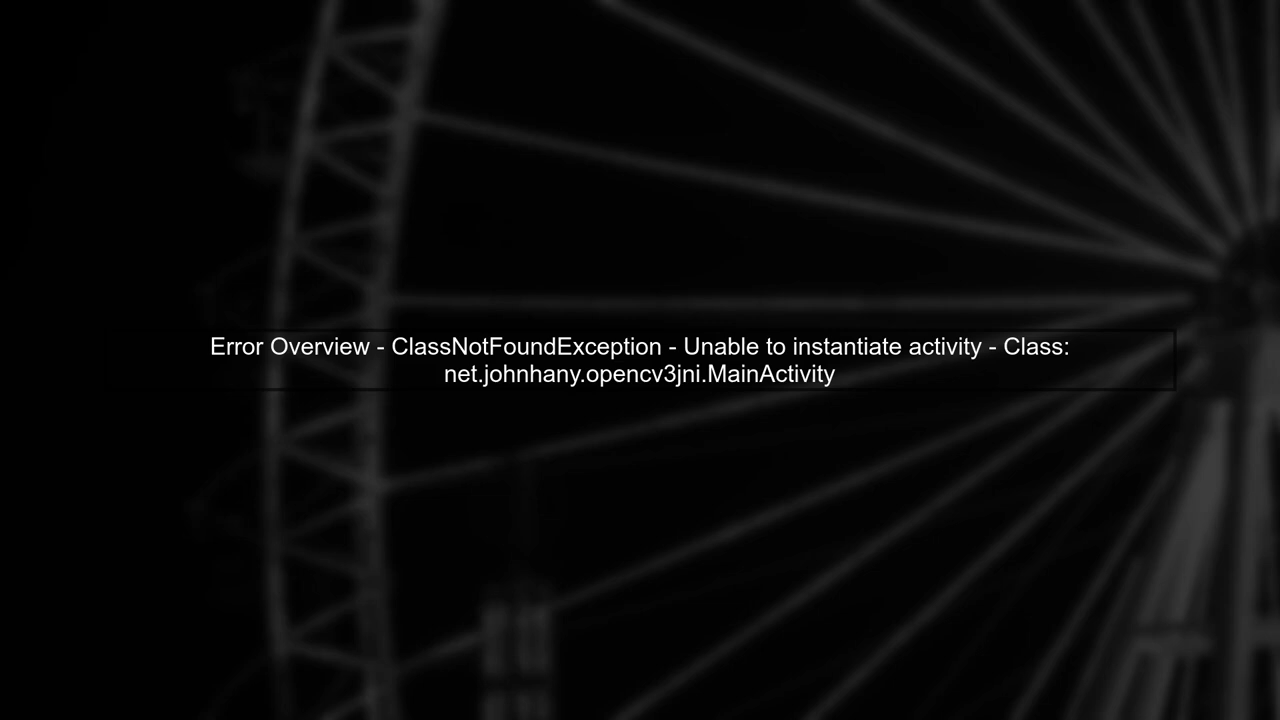 Error Overview - ClassNotFoundException - Unable to instantiate activity - Class:
net.johnhany.opencv3jni.MainActivity